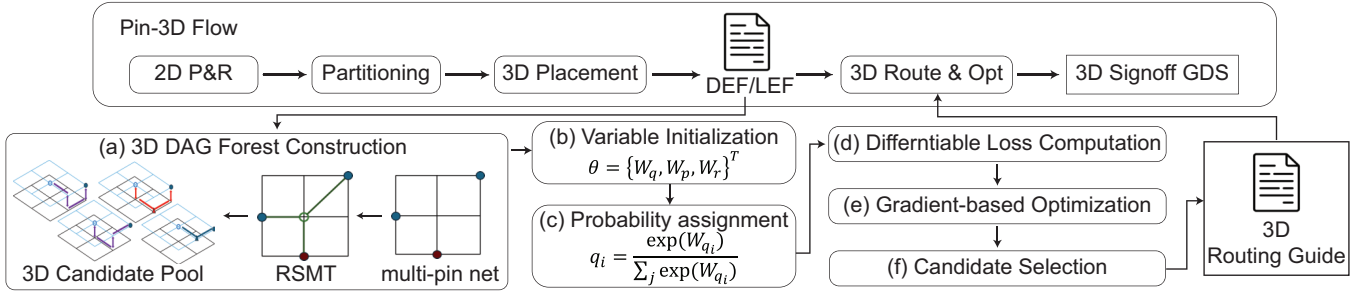 Pin-3D Flow
2D P&R
Partitioning
3D Placement
DEF/LEF
3D Route & Opt
3D Signoff GDS
(a) 3D DAG Forest Construction
3D Candidate Pool
RSMT
multi-pin net
(b) Variable Initialization
θ = {W_q, W_p, W_r}^T
(c) Probability assignment
q_i = exp(W_{q_i}) / ∑_j exp(W_{q_i})
(d) Differntiable Loss Computation
(e) Gradient-based Optimization
(f) Candidate Selection
3D
Routing Guide